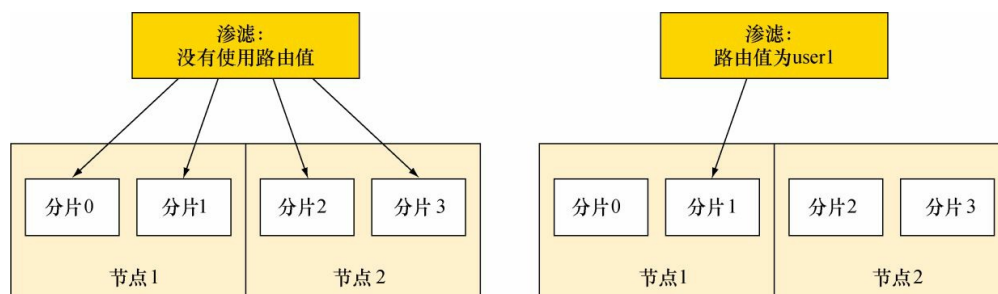 渗滤：
没有使用路由值
分片0
分片1
分片2
分片3
节点1
节点2
渗滤：
路由值为user1
分片0
分片1
分片2
分片3
节点1
节点2